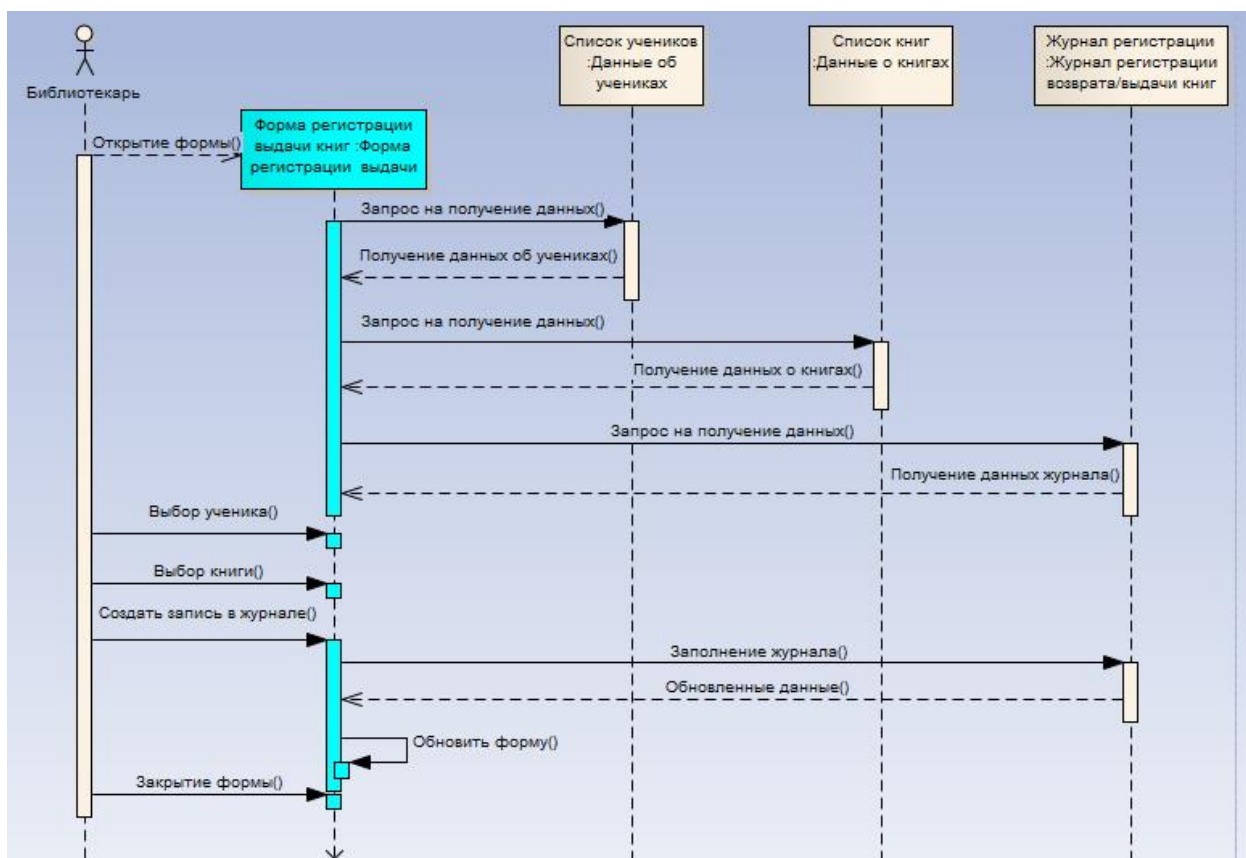 Список учеников
:Данные об
учениках
Список книг
:Данные о книгах
Журнал регистрации
:Журнал регистрации
возврата/выдачи книг
Библиотекарь
Форма регистрации
выдачи книг :Форма
регистрации выдачи
Открытие формы()
Запрос на получение данных()
Получение данных об учениках()
Запрос на получение данных()
Получение данных о книгах()
Запрос на получение данных()
Получение данных журнала()
Выбор ученика()
Выбор книги()
Создать запись в журнале()
Заполнение журнала()
Обновленные данные()
Обновить форму()
Закрытие формы()